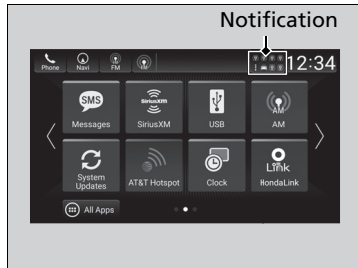 Notification
Phone
Navi
FM
12:34
SMS
SiriusXM
AM
Messages
SiriusXM
USB
AM
Link
System
Updates
AT&T Hotspot
Clock
HondaLink
All Apps